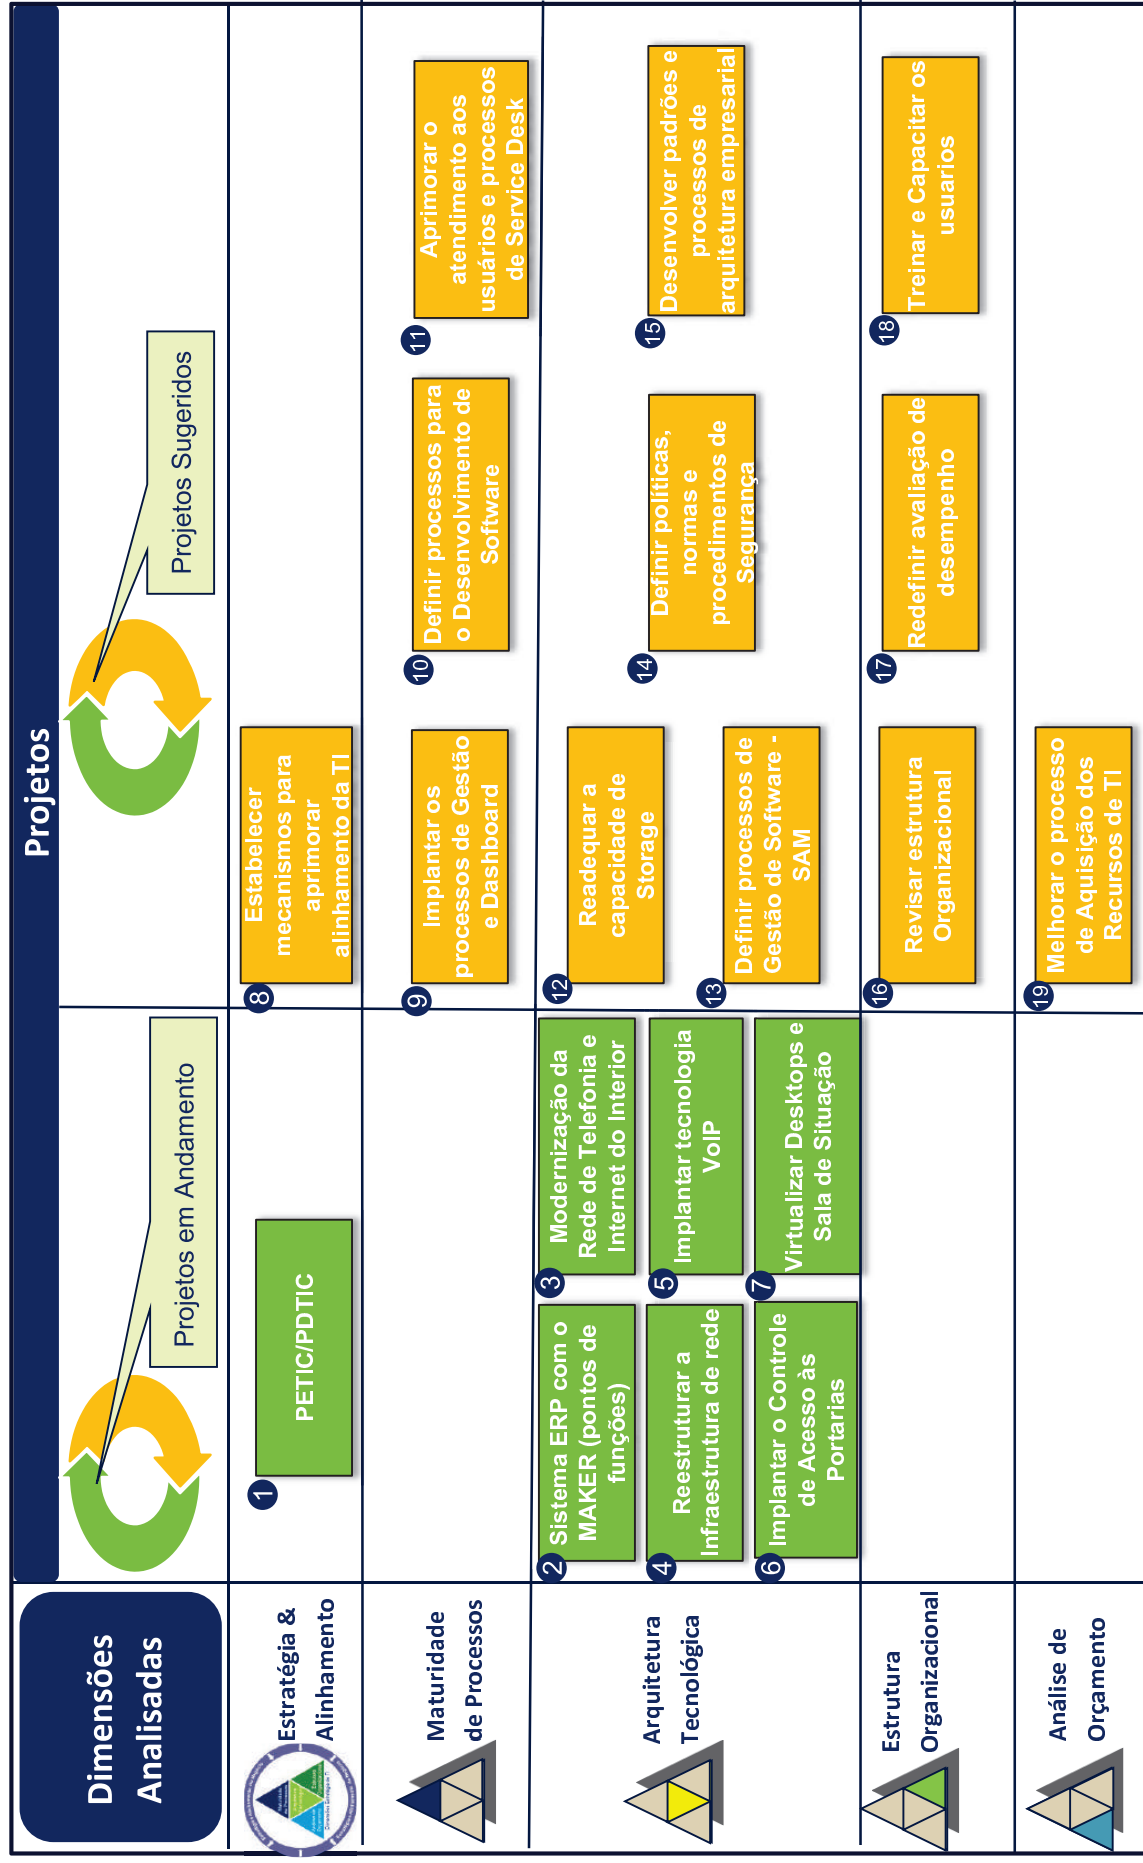 Dimensões
Analisadas
Projetos
Projetos em Andamento
Projetos Sugeridos
Estratégia &
Alinhamento
1
PETIC/PDTIC
8
Estabelecer
mecanismos para
aprimorar
alinhamento da TI
Maturidade
de Processos
9
Implantar os
processos de Gestão
e Dashboard
10
Definir processos para
o Desenvolvimento de
Software
11
Aprimorar o
atendimento aos
usuários e processos
de Service Desk
Arquitetura
Tecnológica
2
Sistema ERP com o
MAKER (pontos de
funções)
3
Modernização da
Rede de Telefonia e
Internet do Interior
4
Reestruturar a
Infraestrutura de rede
5
Implantar tecnologia
VoIP
6
Implantar o Controle
de Acesso às
Portarias
7
Virtualizar Desktops e
Sala de Situação
12
Readequar a
capacidade de
Storage
13
Definir processos de
Gestão de Software -
SAM
14
Definir políticas,
normas e
procedimentos de
Segurança
15
Desenvolver padrões e
processos de
arquitetura empresarial
Estrutura
Organizacional
16
Revisar estrutura
Organizacional
17
Redefinir avaliação de
desempenho
18
Treinar e Capacitar os
usuarios
Análise de
Orçamento
19
Melhorar o processo
de Aquisição dos
Recursos de TI